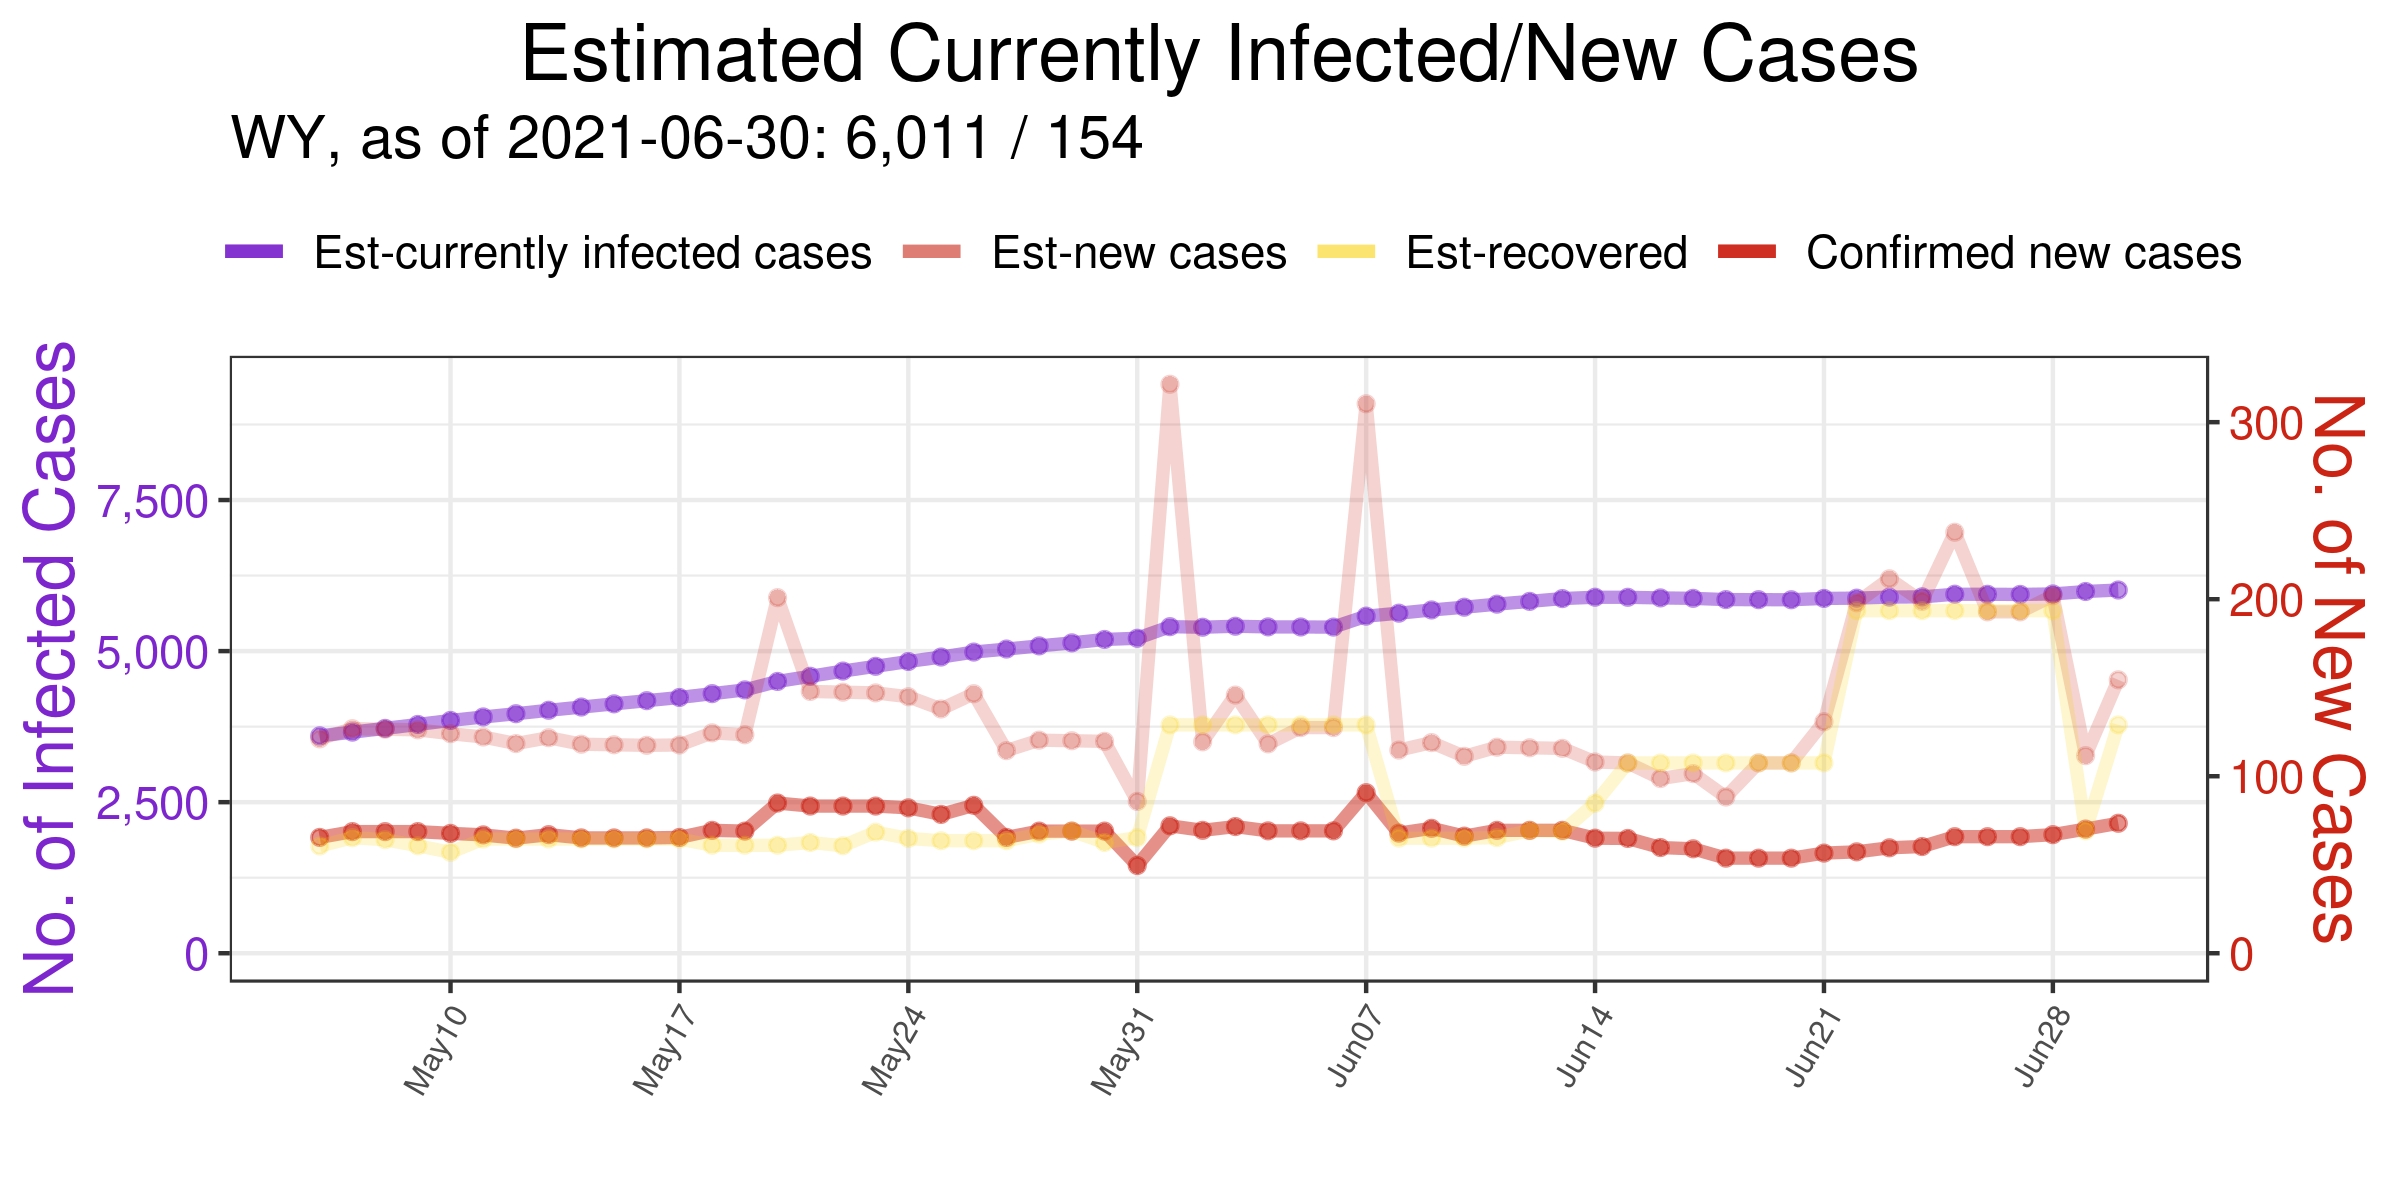 Estimated Currently Infected/New Cases
WY, as of 2021-06-30: 6,011 / 154
Est-currently infected cases Est-new cases Est-recovered Confirmed new cases
No. of Infected Cases
7,500
5,000
2,500
0
300
200
100
0
No. of New Cases
May10 May17 May24 May31 Jun07 Jun14 Jun21 Jun28